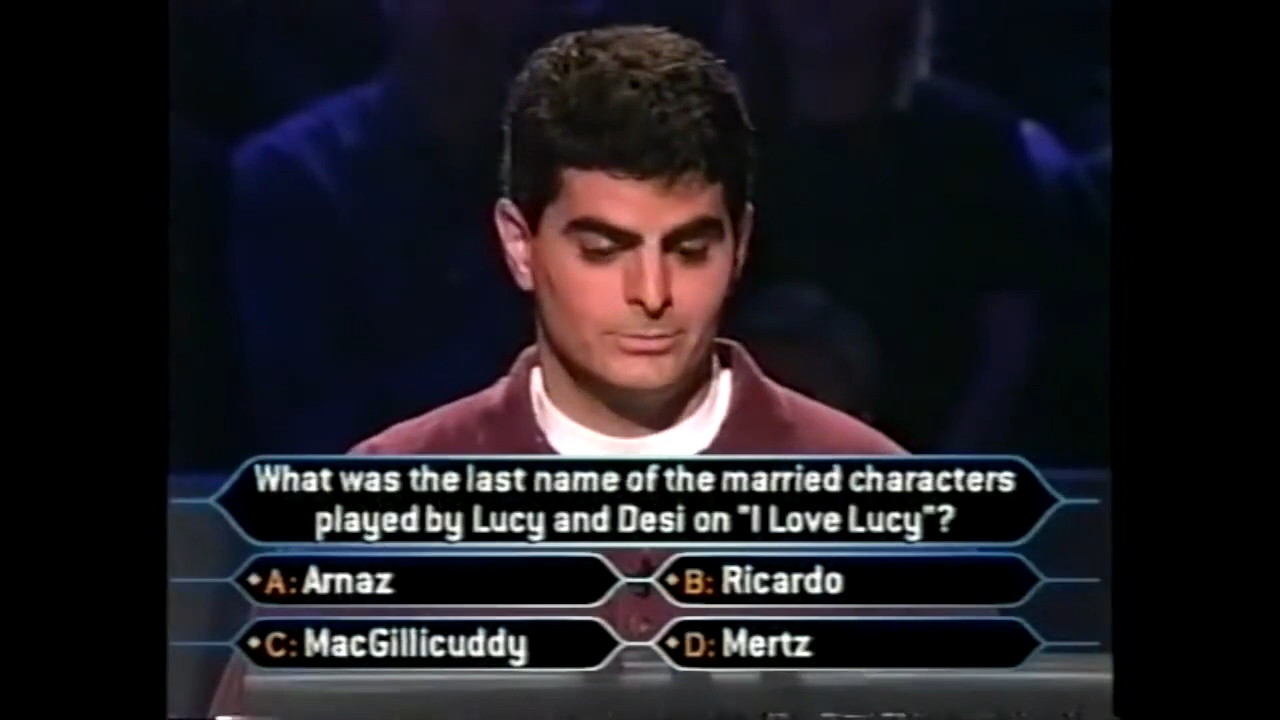 What was the last name of the married characters
played by Lucy and Desi on "I Love Lucy"?
A: Arnaz
B: Ricardo
C: MacGillicuddy
D: Mertz